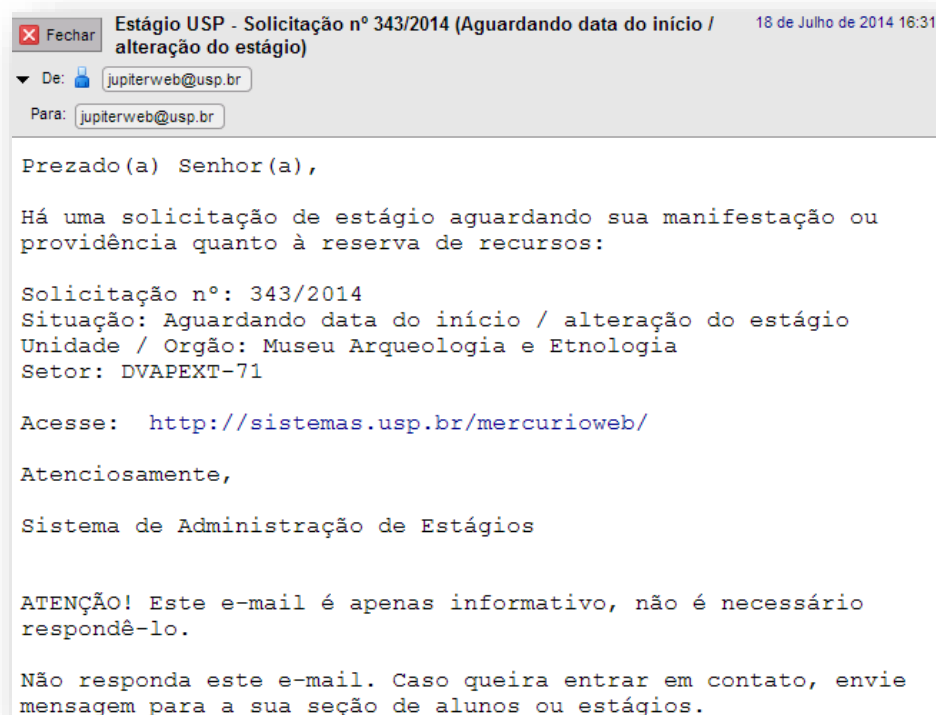 Fechar
Estágio USP - Solicitação nº 343/2014 (Aguardando data do início /
alteração do estágio)
18 de Julho de 2014 16:31
De: jupiterweb@usp.br
Para: jupiterweb@usp.br
Prezado(a) Senhor(a),
Há uma solicitação de estágio aguardando sua manifestação ou
providência quanto à reserva de recursos:
Solicitação nº: 343/2014
Situação: Aguardando data do início / alteração do estágio
Unidade / Orgão: Museu Arqueologia e Etnologia
Setor: DVAPEXT-71
Acesse: http://sistemas.usp.br/mercurioweb/
Atenciosamente,
Sistema de Administração de Estágios
ATENÇÃO! Este e-mail é apenas informativo, não é necessário
respondê-lo.
Não responda este e-mail. Caso queira entrar em contato, envie
mensagem para a sua seção de alunos ou estágios.